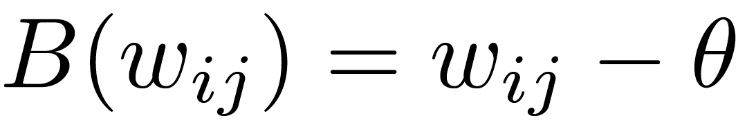 B(w_{ij}) = w_{ij} − θ